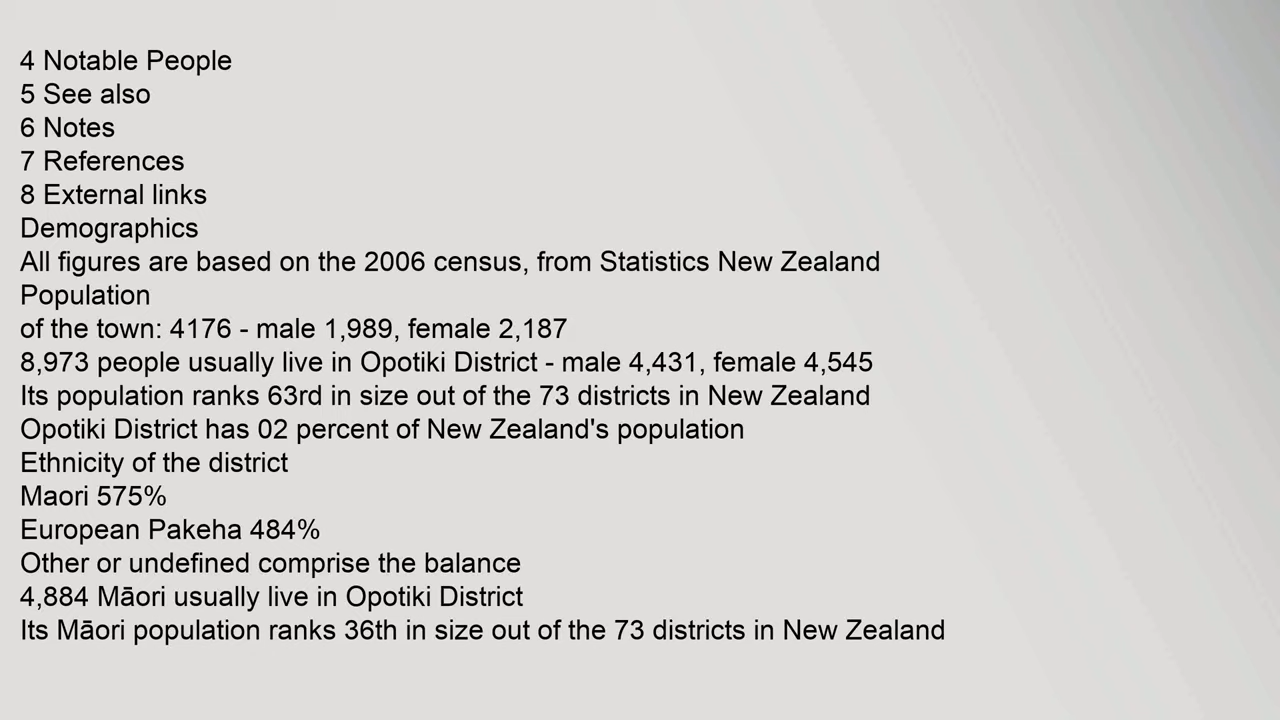 4 Notable People
5 See also
6 Notes
7 References
8 External links
Demographics
All figures are based on the 2006 census, from Statistics New Zealand
Population
of the town: 4176 - male 1,989, female 2,187
8,973 people usually live in Opotiki District - male 4,431, female 4,545
Its population ranks 63rd in size out of the 73 districts in New Zealand
Opotiki District has 02 percent of New Zealand's population
Ethnicity of the district
Maori 575%
European Pakeha 484%
Other or undefined comprise the balance
4,884 Māori usually live in Opotiki District
Its Māori population ranks 36th in size out of the 73 districts in New Zealand